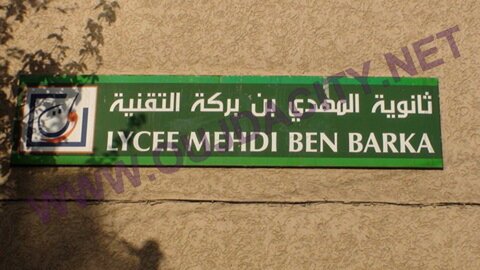 ثانوية المهدي بن بركة التقنية
LYCEE MEHDI BEN BARKA
WWW.OUJDACITY.NET